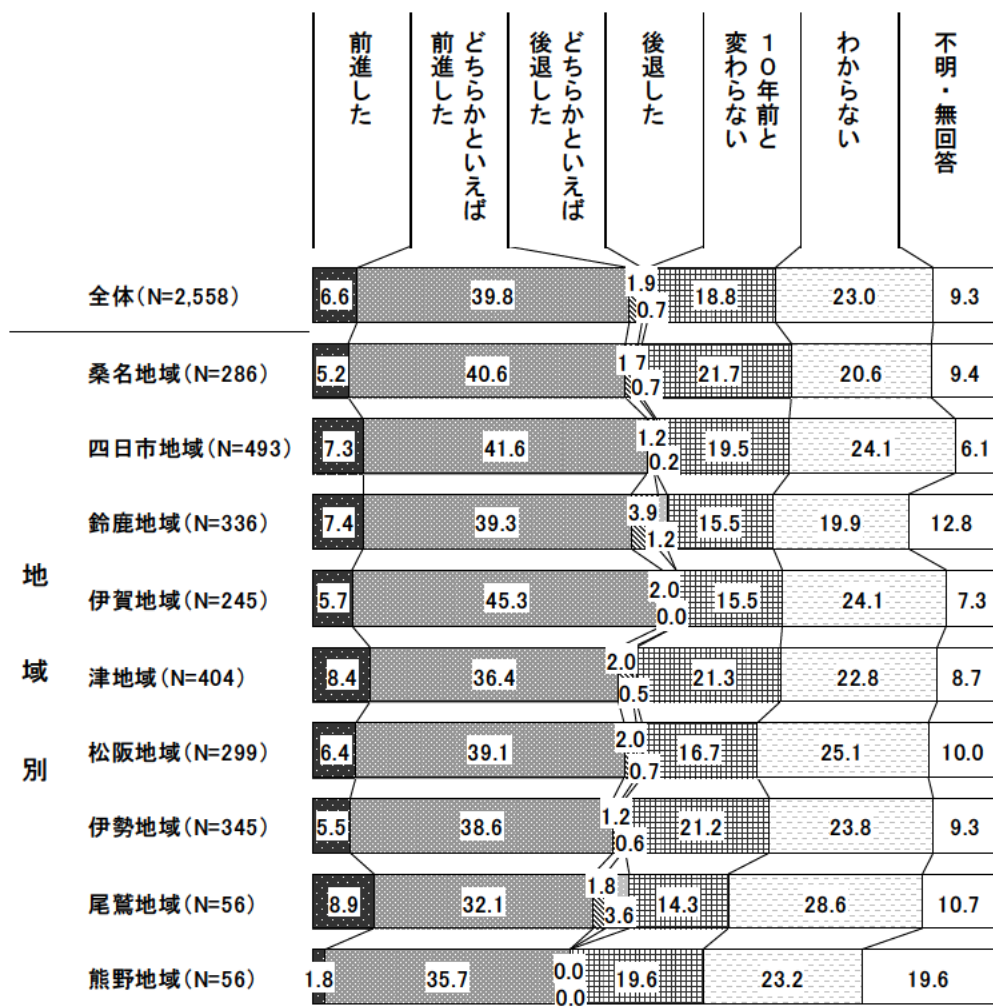 前進した
どちらかといえば
前進した
どちらかといえば
後退した
後退した
10年前と
変わらない
わからない
不明・無回答
全体(N=2,558)
6.6 39.8 1.9 0.7 18.8 23.0 9.3
地域別
桑名地域(N=286)
5.2 40.6 1.7 0.7 21.7 20.6 9.4
四日市地域(N=493)
7.3 41.6 1.2 0.2 19.5 24.1 6.1
鈴鹿地域(N=336)
7.4 39.3 3.9 1.2 15.5 19.9 12.8
伊賀地域(N=245)
5.7 45.3 2.0 0.0 15.5 24.1 7.3
津地域(N=404)
8.4 36.4 2.0 0.5 21.3 22.8 8.7
松阪地域(N=299)
6.4 39.1 2.0 0.7 16.7 25.1 10.0
伊勢地域(N=345)
5.5 38.6 1.2 0.6 21.2 23.8 9.3
尾鷲地域(N=56)
8.9 32.1 1.8 3.6 14.3 28.6 10.7
熊野地域(N=56)
1.8 35.7 0.0 0.0 19.6 23.2 19.6